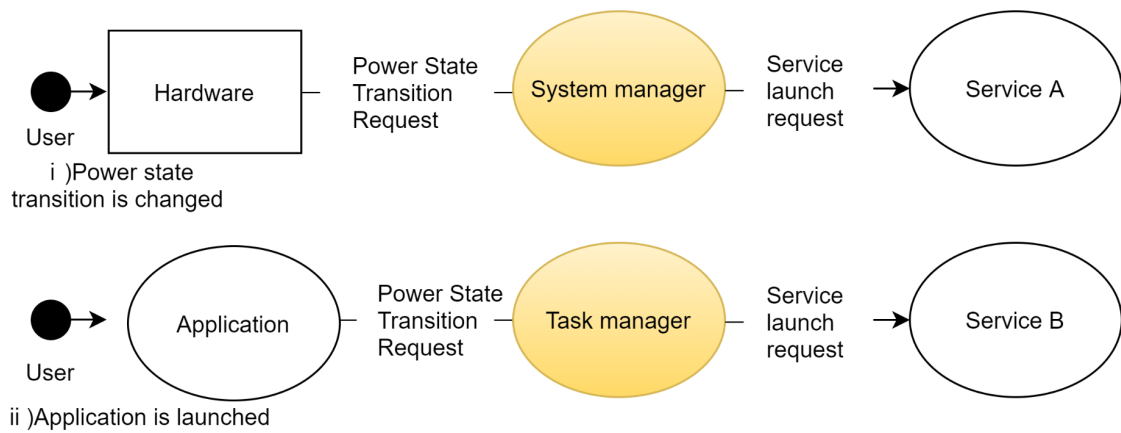 Hardware
Power State
Transition
Request
System manager
Service
launch
request
Service A
User
i )Power state
transition is changed
Application
Power State
Transition
Request
Task manager
Service
launch
request
Service B
User
ii )Application is launched